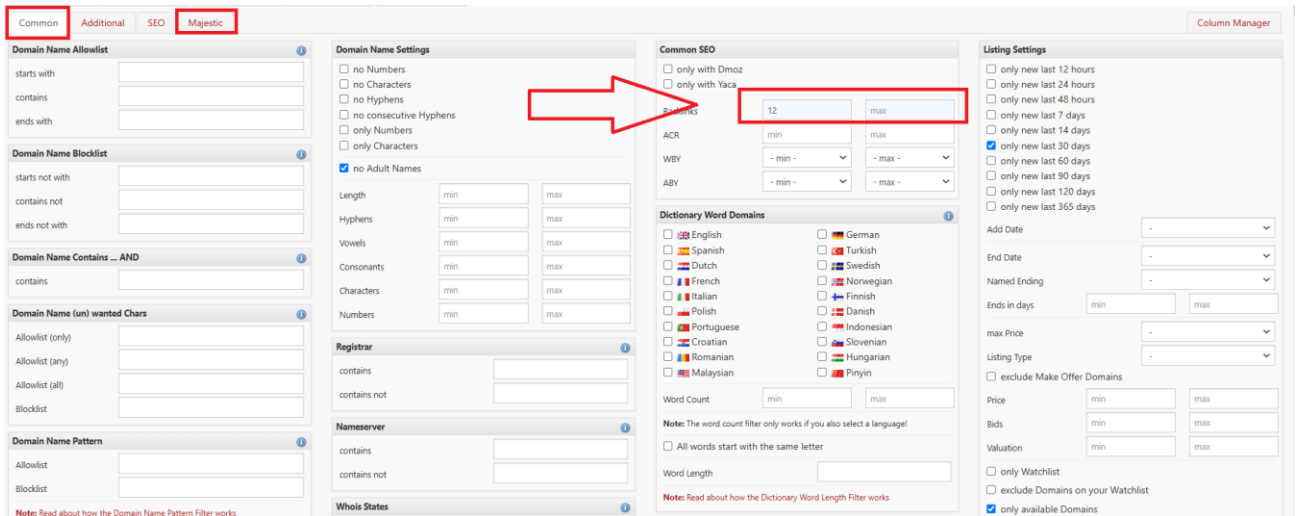 Common
Additional
SEO
Majestic
Column Manager
Domain Name Allowlist
starts with
contains
ends with
Domain Name Blocklist
starts not with
contains not
ends not with
Domain Name Contains ... AND
contains
Domain Name (un) wanted Chars
Allowlist (only)
Allowlist (any)
Allowlist (all)
Blocklist
Domain Name Pattern
Allowlist
Blocklist
Note: Read about how the Domain Name Pattern Filter works
Domain Name Settings
no Numbers
no Characters
no Hyphens
no consecutive Hyphens
only Numbers
only Characters
no Adult Names
Length min max
Hyphens min max
Vowels min max
Consonants min max
Characters min max
Numbers min max
Registrar
contains
contains not
Nameserver
contains
contains not
Whois States
Common SEO
only with Dmoz
only with Yaca
Backlinks 12 max
ACR min max
WBY - min - - max -
ABY - min - - max -
Dictionary Word Domains
English German
Spanish Turkish
Dutch Swedish
French Norwegian
Italian Finnish
Polish Danish
Portuguese Indonesian
Croatian Slovenian
Romanian Hungarian
Malaysian Pinyin
Word Count min max
Note: The word count filter only works if you also select a language!
All words start with the same letter
Word Length
Note: Read about how the Dictionary Word Length Filter works
Listing Settings
only new last 12 hours
only new last 24 hours
only new last 48 hours
only new last 7 days
only new last 14 days
only new last 30 days
only new last 60 days
only new last 90 days
only new last 120 days
only new last 365 days
Add Date -
End Date -
Named Ending -
Ends in days min max
max Price -
Listing Type -
exclude Make Offer Domains
Price min max
Bids min max
Valuation min max
only Watchlist
exclude Domains on your Watchlist
only available Domains